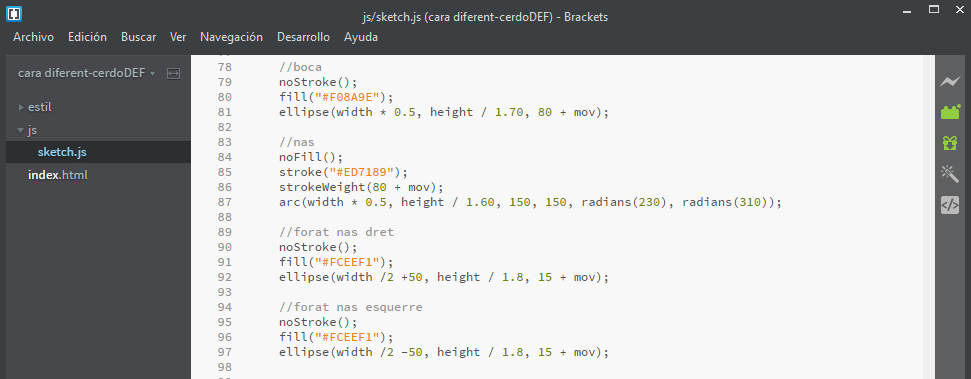 js/sketch.js (cara diferent-cerdoDEF) - Brackets
Archivo Edición Buscar Ver Navegación Desarrollo Ayuda
cara diferent-cerdoDEF
estil
js
sketch.js
index.html
78 //boca
79 noStroke();
80 fill("#F08A9E");
81 ellipse(width * 0.5, height / 1.70, 80 + mov);
82
83 //nas
84 noFill();
85 stroke("#ED7189");
86 strokeWeight(80 + mov);
87 arc(width * 0.5, height / 1.60, 150, 150, radians(230), radians(310));
88
89 //forat nas dret
90 noStroke();
91 fill("#FCEEF1");
92 ellipse(width /2 +50, height / 1.8, 15 + mov);
93
94 //forat nas esquerre
95 noStroke();
96 fill("#FCEEF1");
97 ellipse(width /2 -50, height / 1.8, 15 + mov);
98